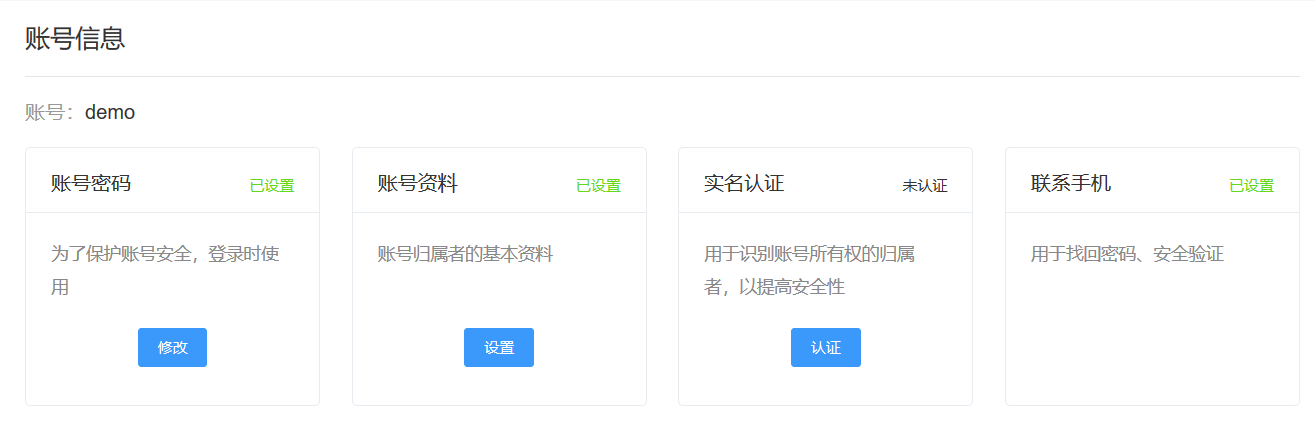 账号信息
账号：demo
账号密码 已设置
为了保护账号安全，登录时使
用
修改
账号资料 已设置
账号归属者的基本资料
设置
实名认证 未认证
用于识别账号所有权的归属
者，以提高安全性
认证
联系手机 已设置
用于找回密码、安全验证